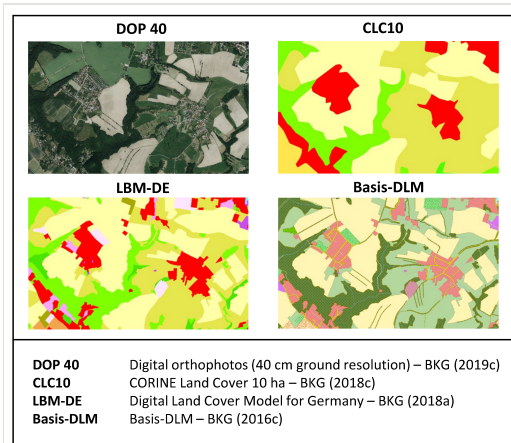 DOP 40 CLC10
LBM-DE Basis-DLM
DOP 40 Digital orthophotos (40 cm ground resolution) – BKG (2019c)
CLC10 CORINE Land Cover 10 ha – BKG (2018c)
LBM-DE Digital Land Cover Model for Germany – BKG (2018a)
Basis-DLM Basis-DLM – BKG (2016c)